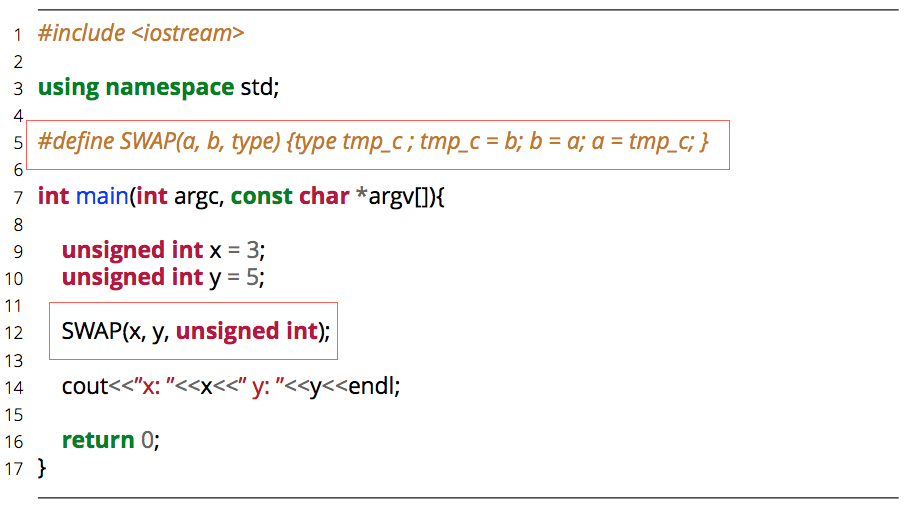 1 #include <iostream>
2
3 using namespace std;
4
5 #define SWAP(a, b, type) {type tmp_c ; tmp_c = b; b = a; a = tmp_c; }
6
7 int main(int argc, const char *argv[]){
8
9 unsigned int x = 3;
10 unsigned int y = 5;
11
12 SWAP(x, y, unsigned int);
13
14 cout<<”x: ”<<x<<” y: ”<<y<<endl;
15
16 return 0;
17 }